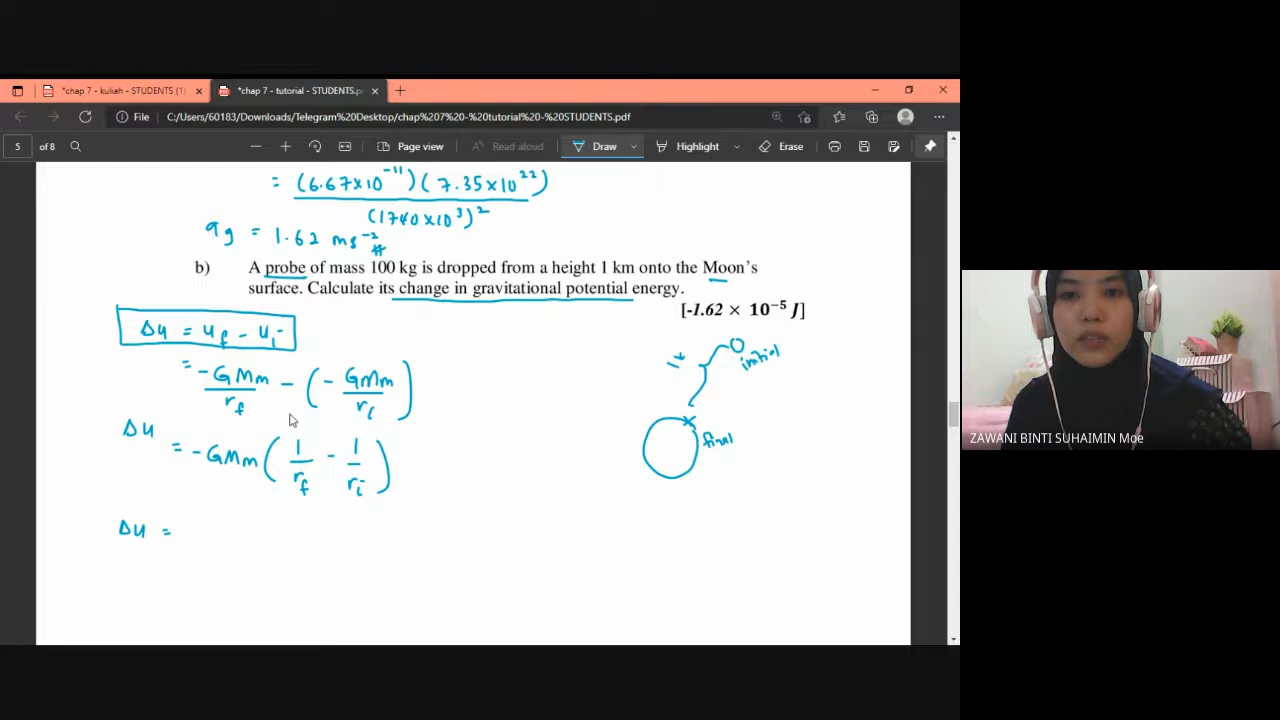 *chap 7 - kuliah - STUDENTS (1)
*chap 7 - tutorial - STUDENTS.p
File C:/Users/60183/Downloads/Telegram%20Desktop/chap%207%20-%20tutorial%20-%20STUDENTS.pdf
5 of 8 Page view Read aloud Draw Highlight Erase
= (6.67×10⁻¹¹)(7.35×10²²)
(1740×10³)²
ag = 1.62 ms⁻² #
b) A probe of mass 100 kg is dropped from a height 1 km onto the Moon's
surface. Calculate its change in gravitational potential energy.
[-1.62 × 10⁻⁵ J]
Δu = uf - ui
= -GMm/rf - (- GMm/ri)
Δu
= -GMm (1/rf - 1/ri)
Δu =
initial
final
ZAWANI BINTI SUHAIMIN Moe